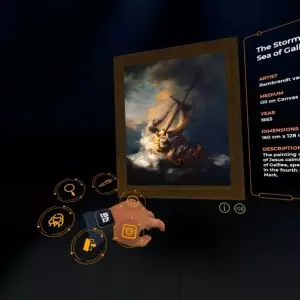 The Storm
Sea of Gali
ARTIST
Rembrandt va
MEDIUM
Oil on Canvas
YEAR
1663
DIMENSIONS
160 cm x 128 c
DESCRIPTION
The painting
of Jesus calmi
of Galilee, spe
in the fourth
Mark.